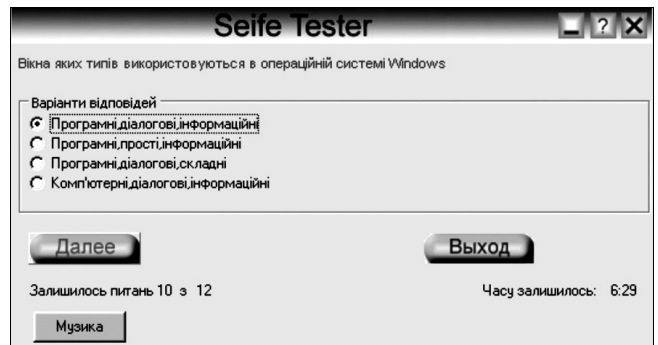 Seife Tester
Вікна яких типів використовуються в операційній системі Windows
Варіанти відповідей
Програмні,діалогові,інформаційні
Програмні,прості,інформаційні
Програмні,діалогові,складні
Комп'ютерні,діалогові,інформаційні
Далее Выход
Залишилось питань 10 з 12 Часу залишилось: 6:29
Музика